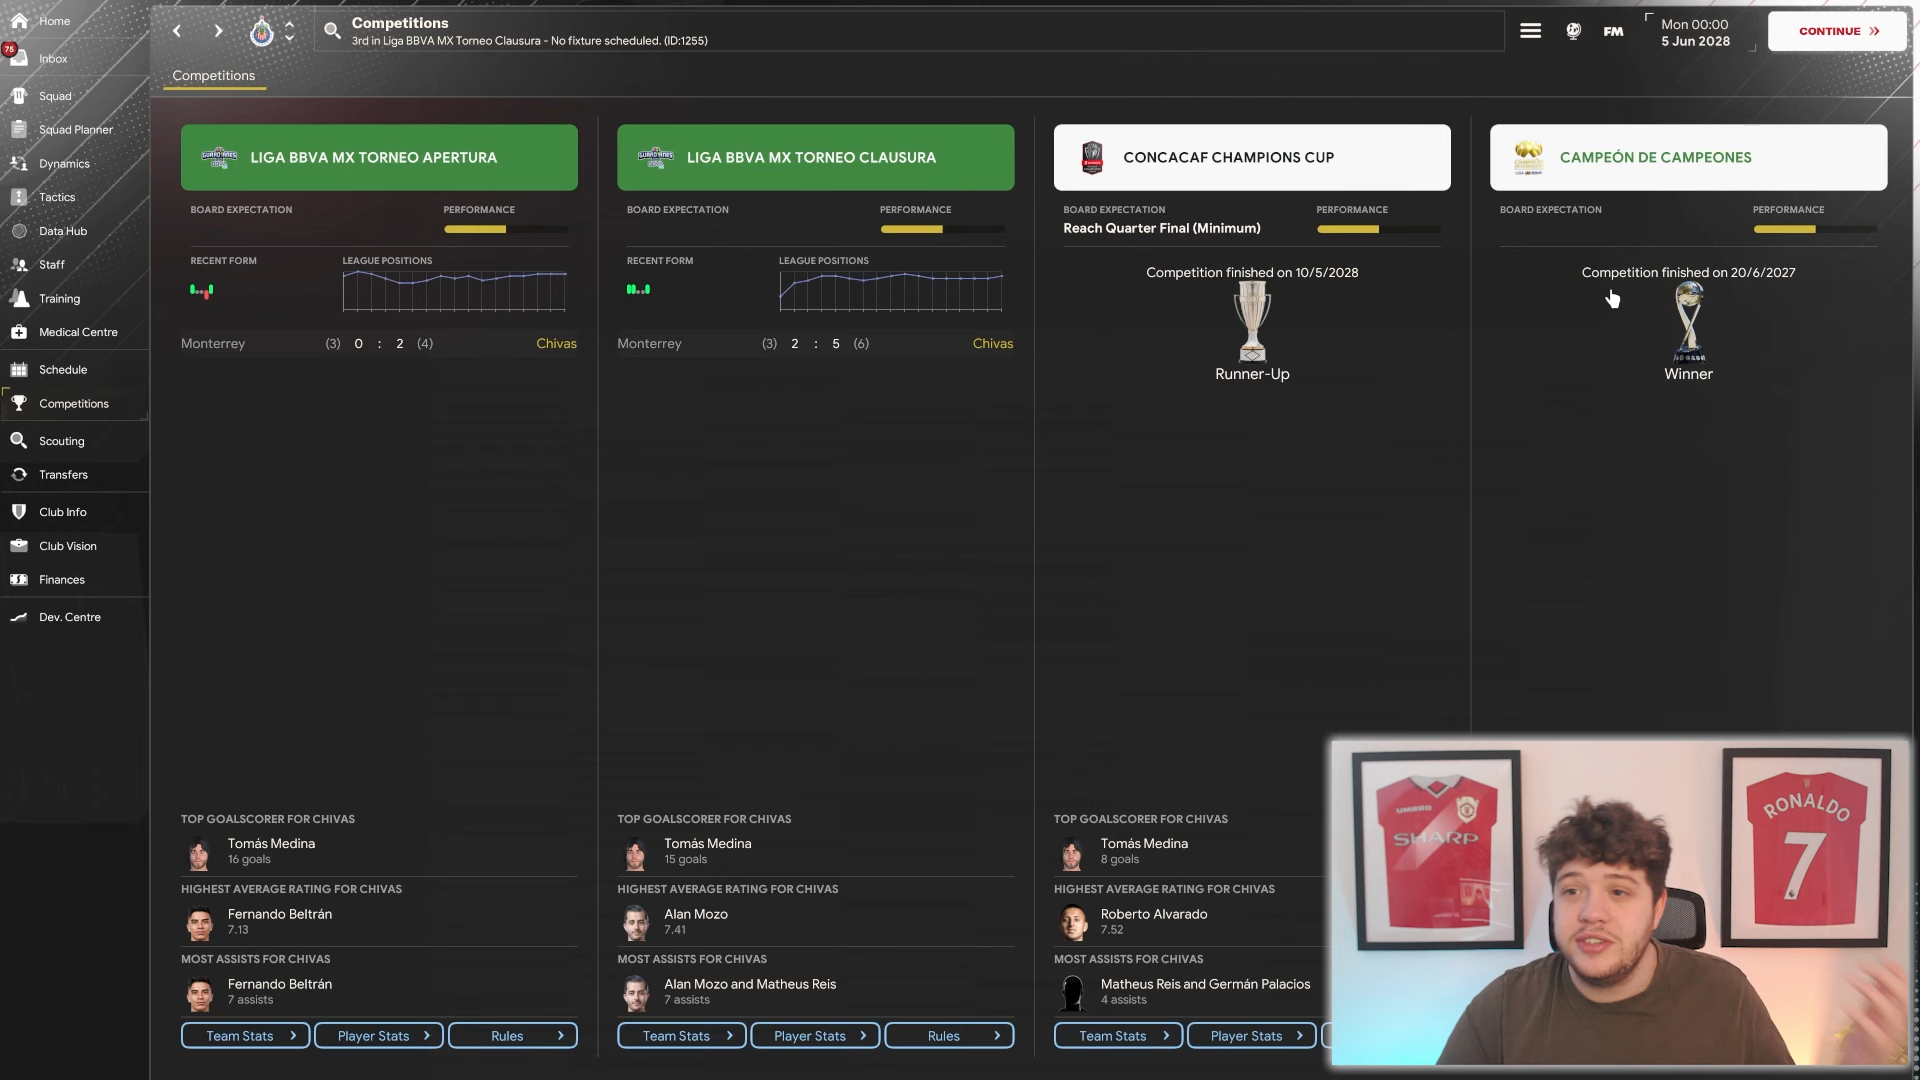 Home
78
Inbox
Squad
Squad Planner
Dynamics
Tactics
Data Hub
Staff
Training
Medical Centre
Schedule
Competitions
Scouting
Transfers
Club Info
Club Vision
Finances
Dev. Centre
Competitions
3rd in Liga BBVA MX Torneo Clausura - No fixture scheduled. (ID:1255)
FM
Mon 00:00
5 Jun 2028
CONTINUE
Competitions
LIGA BBVA MX TORNEO APERTURA
BOARD EXPECTATION
PERFORMANCE
RECENT FORM
LEAGUE POSITIONS
Monterrey (3) 0 : 2 (4) Chivas
TOP GOALSCORER FOR CHIVAS
Tomás Medina
16 goals
HIGHEST AVERAGE RATING FOR CHIVAS
Fernando Beltrán
7.13
MOST ASSISTS FOR CHIVAS
Fernando Beltrán
7 assists
Team Stats
Player Stats
Rules
LIGA BBVA MX TORNEO CLAUSURA
BOARD EXPECTATION
PERFORMANCE
RECENT FORM
LEAGUE POSITIONS
Monterrey (3) 2 : 5 (6) Chivas
TOP GOALSCORER FOR CHIVAS
Tomás Medina
15 goals
HIGHEST AVERAGE RATING FOR CHIVAS
Alan Mozo
7.41
MOST ASSISTS FOR CHIVAS
Alan Mozo and Matheus Reis
7 assists
Team Stats
Player Stats
Rules
CONCACAF CHAMPIONS CUP
BOARD EXPECTATION
Reach Quarter Final (Minimum)
PERFORMANCE
Competition finished on 10/5/2028
Runner-Up
TOP GOALSCORER FOR CHIVAS
Tomás Medina
8 goals
HIGHEST AVERAGE RATING FOR CHIVAS
Roberto Alvarado
7.52
MOST ASSISTS FOR CHIVAS
Matheus Reis and Germán Palacios
4 assists
Team Stats
Player Stats
CAMPEÓN DE CAMPEONES
BOARD EXPECTATION
PERFORMANCE
Competition finished on 20/6/2027
Winner
UMBRO
SHARP
RONALDO
7